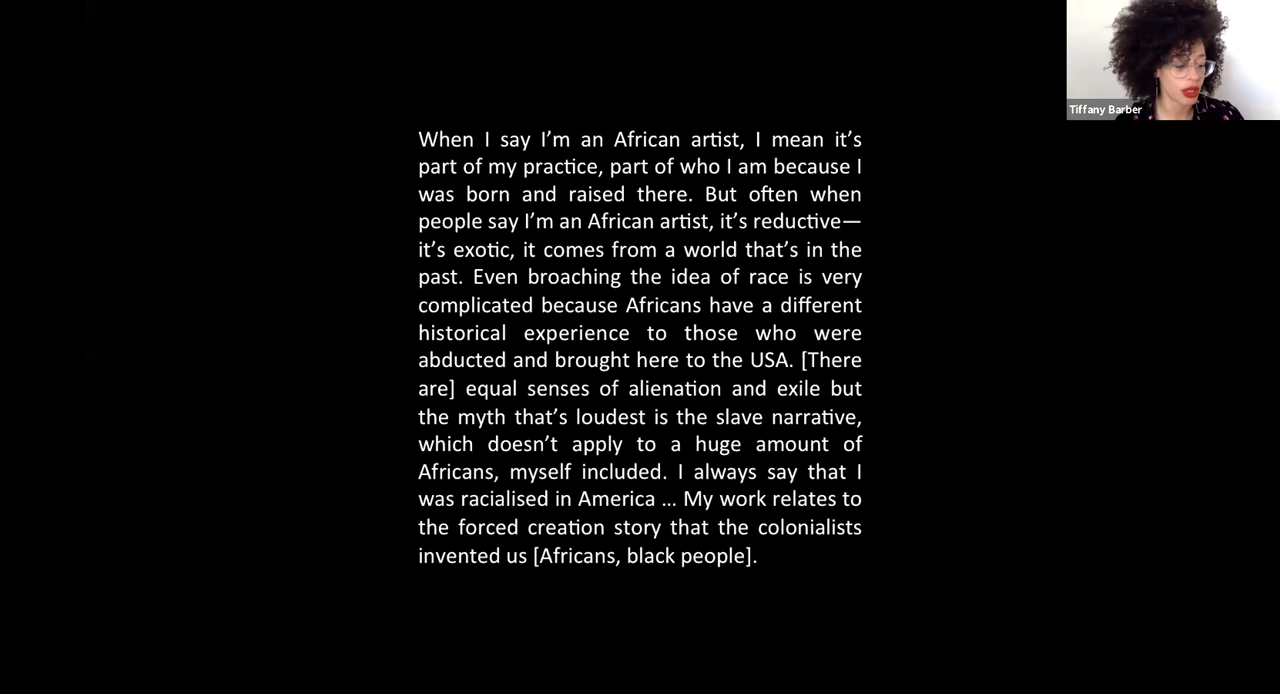 Tiffany Barber
When I say I’m an African artist, I mean it’s
part of my practice, part of who I am because I
was born and raised there. But often when
people say I’m an African artist, it’s reductive—
it’s exotic, it comes from a world that’s in the
past. Even broaching the idea of race is very
complicated because Africans have a different
historical experience to those who were
abducted and brought here to the USA. [There
are] equal senses of alienation and exile but
the myth that’s loudest is the slave narrative,
which doesn’t apply to a huge amount of
Africans, myself included. I always say that I
was racialised in America ... My work relates to
the forced creation story that the colonialists
invented us [Africans, black people].